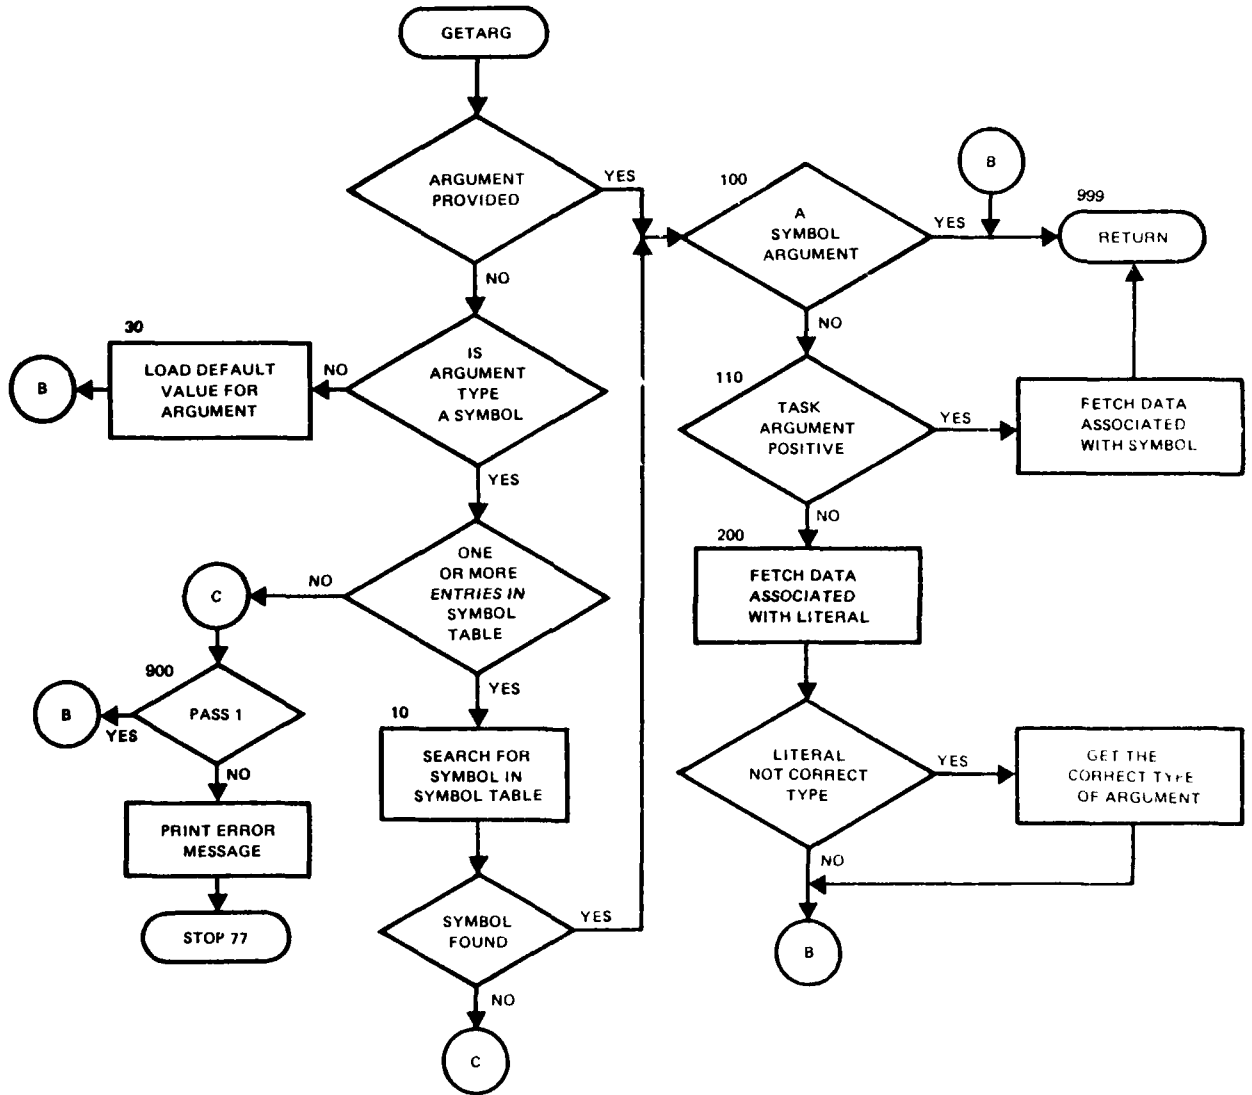 GETARG
ARGUMENT
PROVIDED
YES
NO
IS
ARGUMENT
TYPE
A SYMBOL
NO
30
LOAD DEFAULT
VALUE FOR
ARGUMENT
B
YES
ONE
OR MORE
ENTRIES IN
SYMBOL
TABLE
NO
C
900
PASS 1
YES
B
NO
PRINT ERROR
MESSAGE
STOP 77
YES
10
SEARCH FOR
SYMBOL IN
SYMBOL TABLE
SYMBOL
FOUND
YES
NO
C
100
A
SYMBOL
ARGUMENT
YES
B
999
RETURN
NO
110
TASK
ARGUMENT
POSITIVE
YES
FETCH DATA
ASSOCIATED
WITH SYMBOL
NO
200
FETCH DATA
ASSOCIATED
WITH LITERAL
LITERAL
NOT CORRECT
TYPE
YES
GET THE
CORRECT TYPE
OF ARGUMENT
NO
B